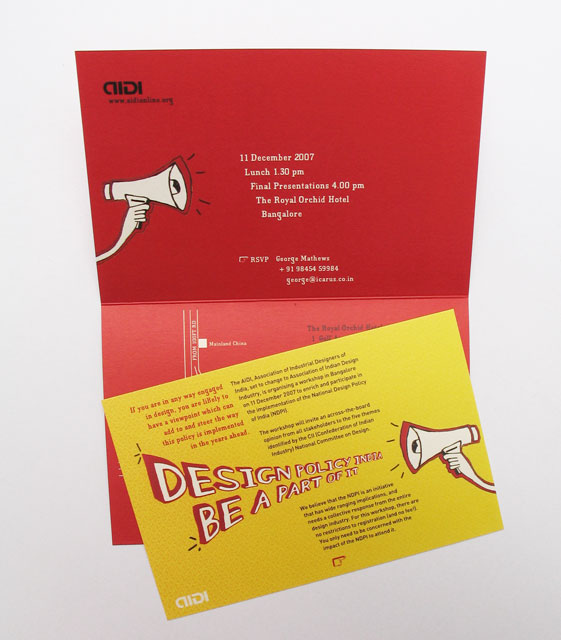 AIDI
www.aidionline.org
11 December 2007
Lunch 1.30 pm
Final Presentations 4.00 pm
The Royal Orchid Hotel
Bangalore
RSVP George Mathews
+ 91 98454 59984
george@icarus.co.in
FROM 100FT RD
Mainland China
The Royal Orchid Hotel
1 Golf
If you are in any way engaged
in design, you are likely to
have a viewpoint which can
add to and steer the way
this policy is implemented
in the years ahead.
The AIDI, Association of Industrial Designers of
India, set to change to Association of Indian Design
Industry, is organising a workshop in Bangalore
on 11 December 2007 to enrich and participate in
the implementation of the National Design Policy
of India (NDPI).
The workshop will invite an across-the-board
opinion from all stakeholders to the five themes
identified by the CII (Confederation of Indian
Industry) National Committee on Design.
DESIGN POLICY INDIA
BE A PART OF IT
We believe that the NDPI is an initiative
that has wide ranging implications, and
needs a collective response from the entire
design industry. For this workshop, there are
no restrictions to registration (and no fee!).
You only need to be concerned with the
impact of the NDPI to attend it.
AIDI